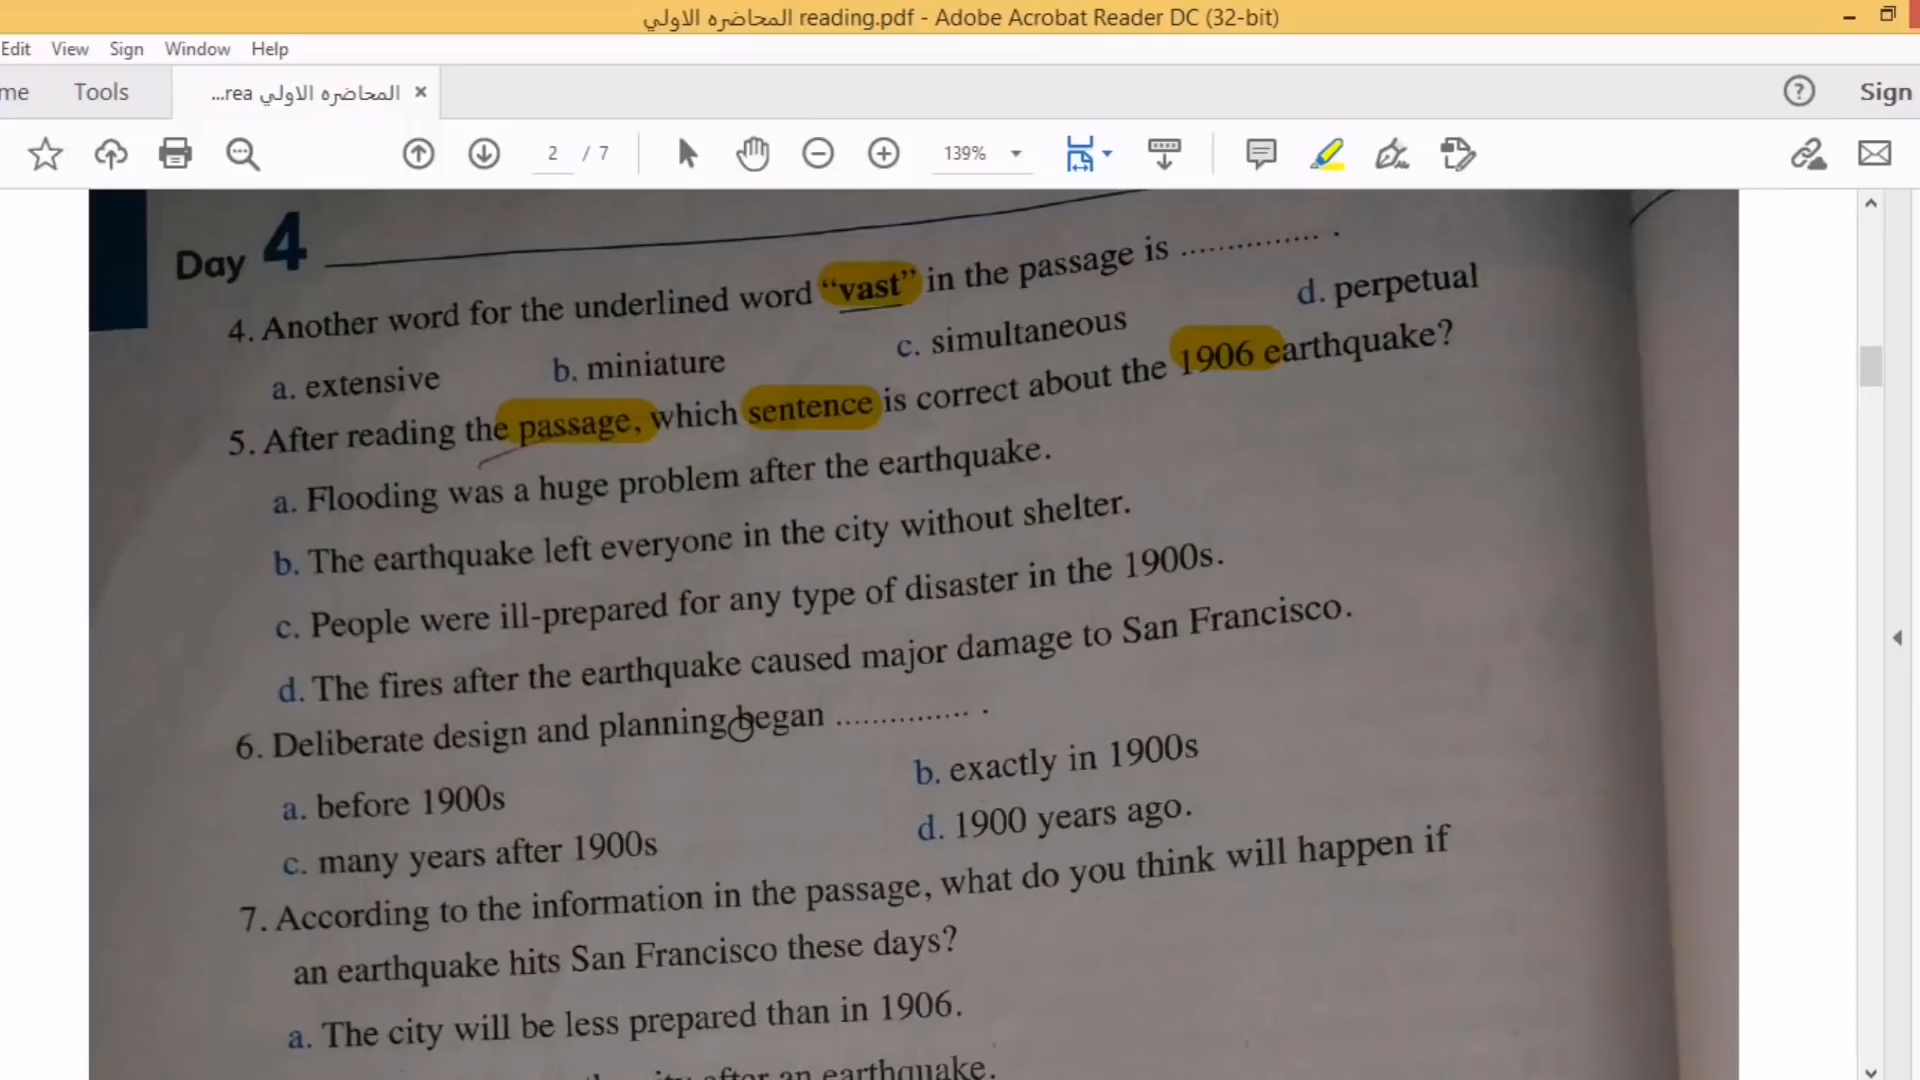 المحاضره الاولي reading.pdf - Adobe Acrobat Reader DC (32-bit)
Edit View Sign Window Help
me Tools المحاضره الاولي rea... × Sign
2 / 7 139%
Day 4
4. Another word for the underlined word “vast” in the passage is ............... .
a. extensive b. miniature c. simultaneous d. perpetual
5. After reading the passage, which sentence is correct about the 1906 earthquake?
a. Flooding was a huge problem after the earthquake.
b. The earthquake left everyone in the city without shelter.
c. People were ill-prepared for any type of disaster in the 1900s.
d. The fires after the earthquake caused major damage to San Francisco.
6. Deliberate design and planning began ............... .
a. before 1900s b. exactly in 1900s
c. many years after 1900s d. 1900 years ago.
7. According to the information in the passage, what do you think will happen if
an earthquake hits San Francisco these days?
a. The city will be less prepared than in 1906.
after an earthquake.